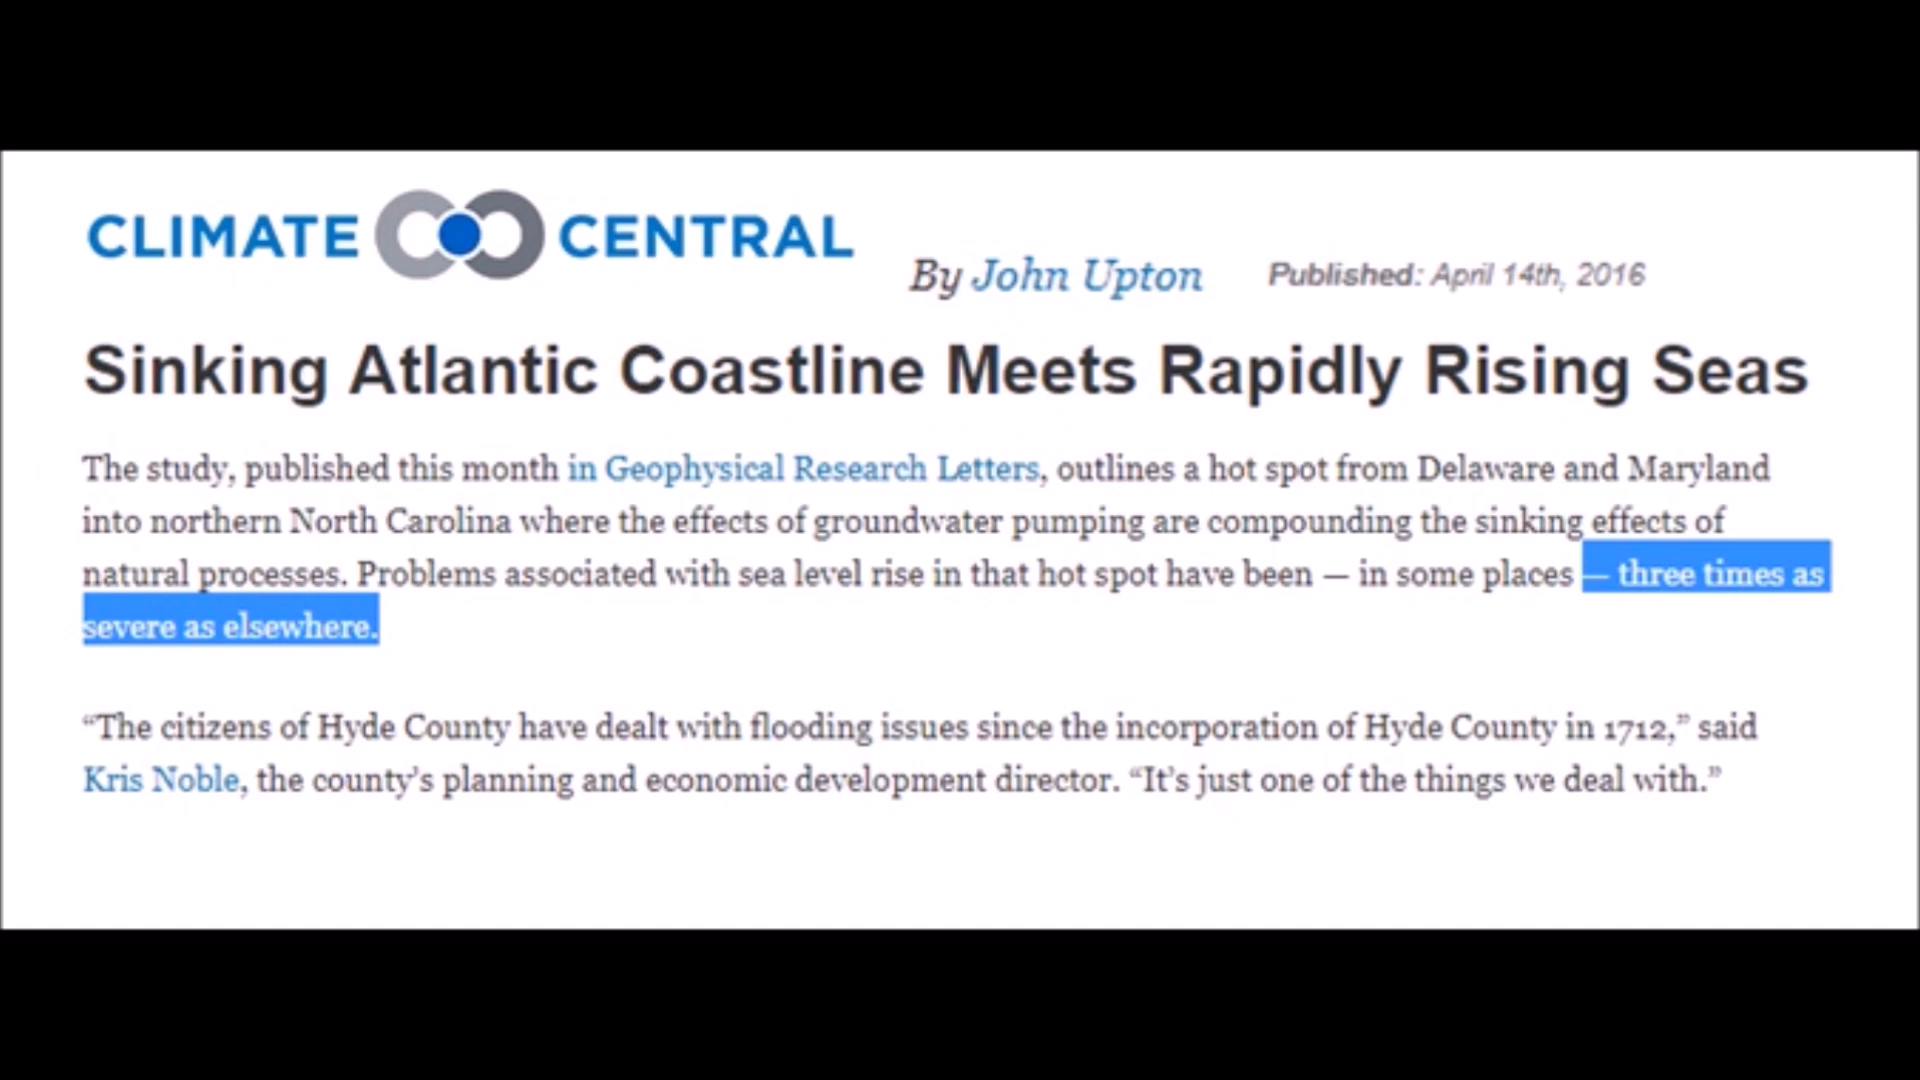 CLIMATE CENTRAL
By John Upton
Published: April 14th, 2016
Sinking Atlantic Coastline Meets Rapidly Rising Seas
The study, published this month in Geophysical Research Letters, outlines a hot spot from Delaware and Maryland
into northern North Carolina where the effects of groundwater pumping are compounding the sinking effects of
natural processes. Problems associated with sea level rise in that hot spot have been — in some places — three times as
severe as elsewhere.
“The citizens of Hyde County have dealt with flooding issues since the incorporation of Hyde County in 1712,” said
Kris Noble, the county’s planning and economic development director. “It’s just one of the things we deal with.”